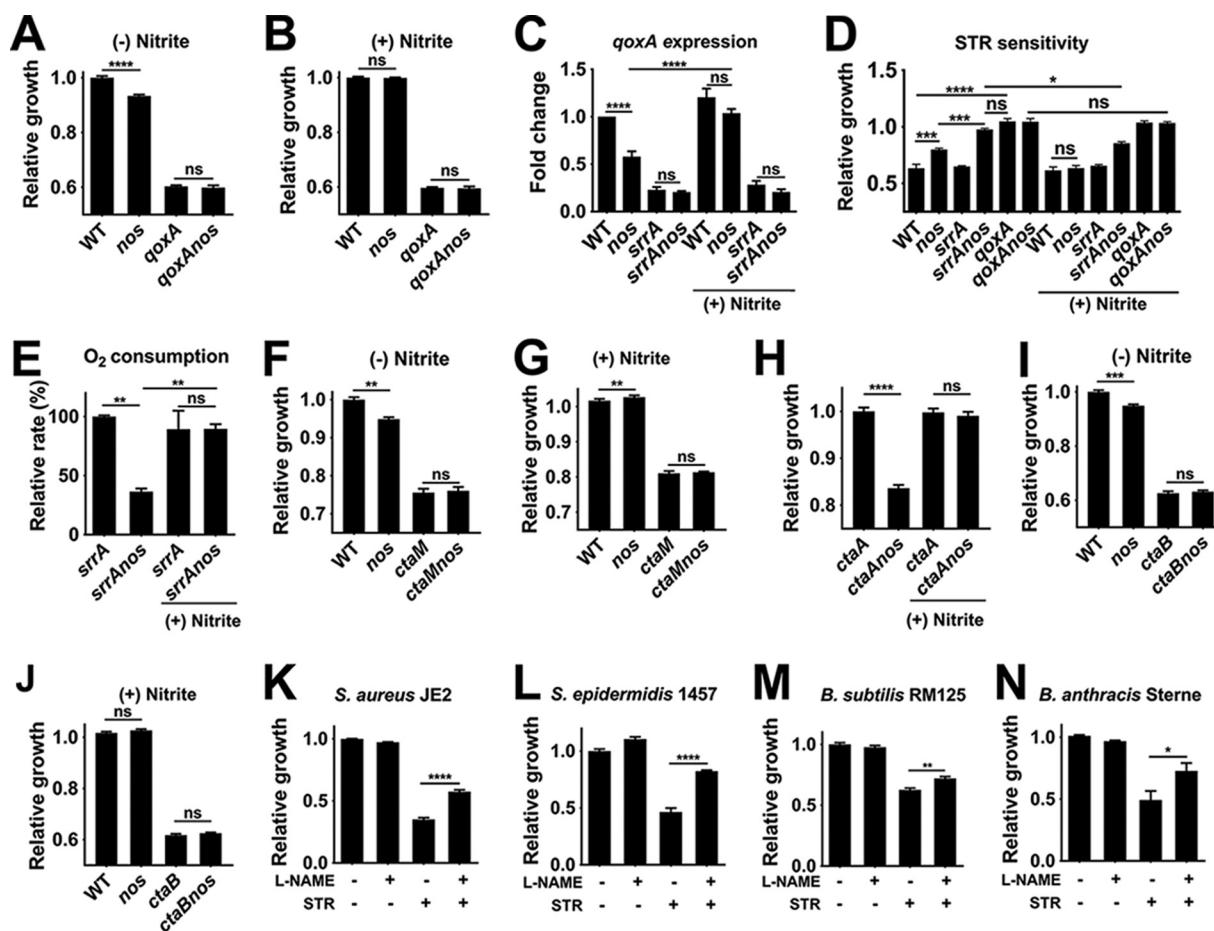 A
(-) Nitrite
****
ns
Relative growth
1.0
0.8
0.6
WT
nos
qoxA
qoxAnos
B
(+) Nitrite
ns
ns
Relative growth
1.0
0.8
0.6
WT
nos
qoxA
qoxAnos
C
qoxA expression
****
ns
****
ns
ns
Fold change
1.5
1.0
0.5
0.0
WT
nos
srrA
srrAnos
WT
nos
srrA
srrAnos
(+) Nitrite
D
STR sensitivity
*
****
ns
ns
***
***
ns
Relative growth
1.5
1.0
0.5
WT
nos
srrA
srrAnos
qoxA
qoxAnos
WT
nos
srrA
srrAnos
qoxA
qoxAnos
(+) Nitrite
E
O2 consumption
**
**
ns
Relative rate (%)
100
50
0
srrA
srrAnos
srrA
srrAnos
(+) Nitrite
F
(-) Nitrite
**
ns
Relative growth
1.0
0.9
0.8
0.7
WT
nos
ctaM
ctaMnos
G
(+) Nitrite
**
ns
Relative growth
1.0
0.9
0.8
0.7
WT
nos
ctaM
ctaMnos
H
****
ns
Relative growth
1.0
0.9
0.8
ctaA
ctaAnos
ctaA
ctaAnos
(+) Nitrite
I
(-) Nitrite
***
ns
Relative growth
1.0
0.8
0.6
WT
nos
ctaB
ctaBnos
J
(+) Nitrite
ns
ns
Relative growth
1.0
0.8
0.6
WT
nos
ctaB
ctaBnos
K
S. aureus JE2
****
Relative growth
1.0
0.5
0.0
L-NAME - + - +
STR - - + +
L
S. epidermidis 1457
****
Relative growth
1.0
0.5
0.0
L-NAME - + - +
STR - - + +
M
B. subtilis RM125
**
Relative growth
1.0
0.5
0.0
L-NAME - + - +
STR - - + +
N
B. anthracis Sterne
*
Relative growth
1.0
0.5
0.0
L-NAME - + - +
STR - - + +